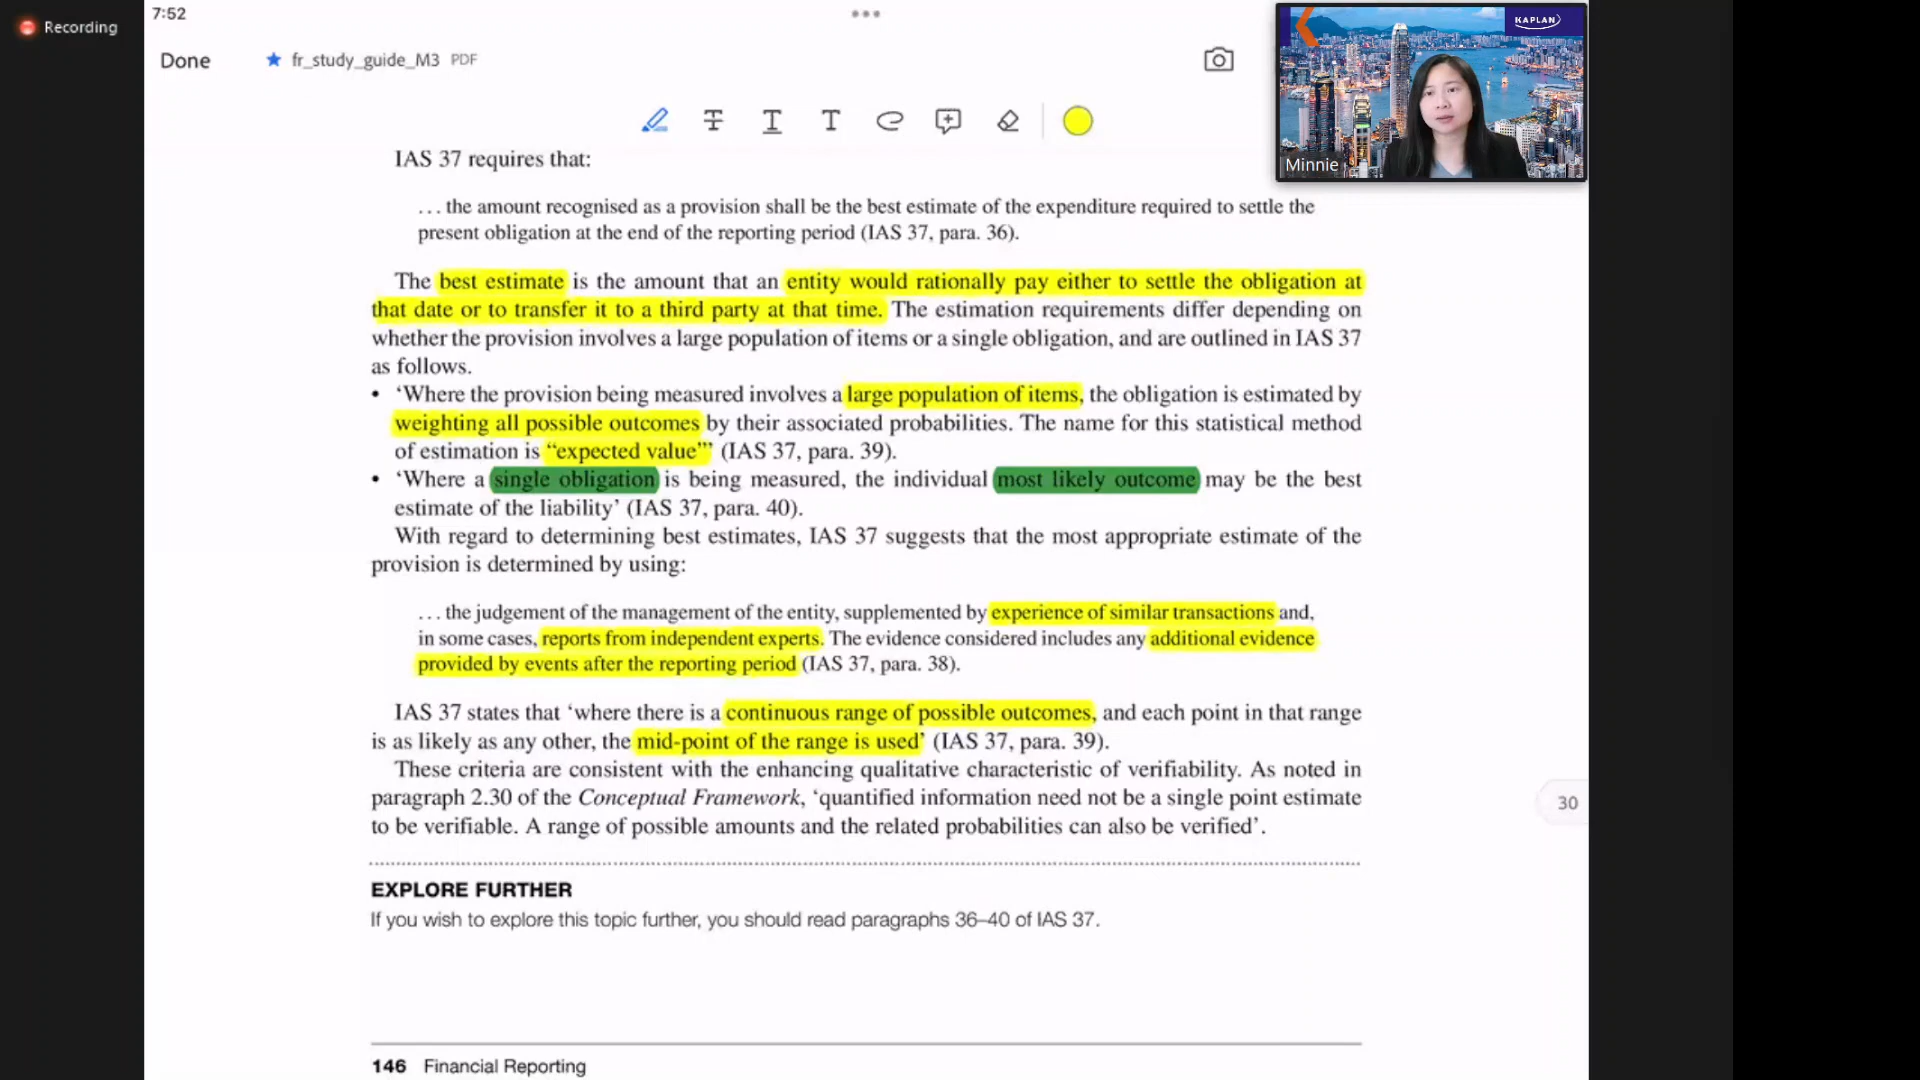 Recording
7:52
Done
fr_study_guide_M3 PDF
KAPLAN
Minnie
IAS 37 requires that:
... the amount recognised as a provision shall be the best estimate of the expenditure required to settle the
present obligation at the end of the reporting period (IAS 37, para. 36).
The best estimate is the amount that an entity would rationally pay either to settle the obligation at
that date or to transfer it to a third party at that time. The estimation requirements differ depending on
whether the provision involves a large population of items or a single obligation, and are outlined in IAS 37
as follows.
• ‘Where the provision being measured involves a large population of items, the obligation is estimated by
weighting all possible outcomes by their associated probabilities. The name for this statistical method
of estimation is “expected value”’ (IAS 37, para. 39).
• ‘Where a single obligation is being measured, the individual most likely outcome may be the best
estimate of the liability’ (IAS 37, para. 40).
With regard to determining best estimates, IAS 37 suggests that the most appropriate estimate of the
provision is determined by using:
... the judgement of the management of the entity, supplemented by experience of similar transactions and,
in some cases, reports from independent experts. The evidence considered includes any additional evidence
provided by events after the reporting period (IAS 37, para. 38).
IAS 37 states that ‘where there is a continuous range of possible outcomes, and each point in that range
is as likely as any other, the mid-point of the range is used’ (IAS 37, para. 39).
These criteria are consistent with the enhancing qualitative characteristic of verifiability. As noted in
paragraph 2.30 of the Conceptual Framework, ‘quantified information need not be a single point estimate
to be verifiable. A range of possible amounts and the related probabilities can also be verified’.
30
EXPLORE FURTHER
If you wish to explore this topic further, you should read paragraphs 36–40 of IAS 37.
146 Financial Reporting